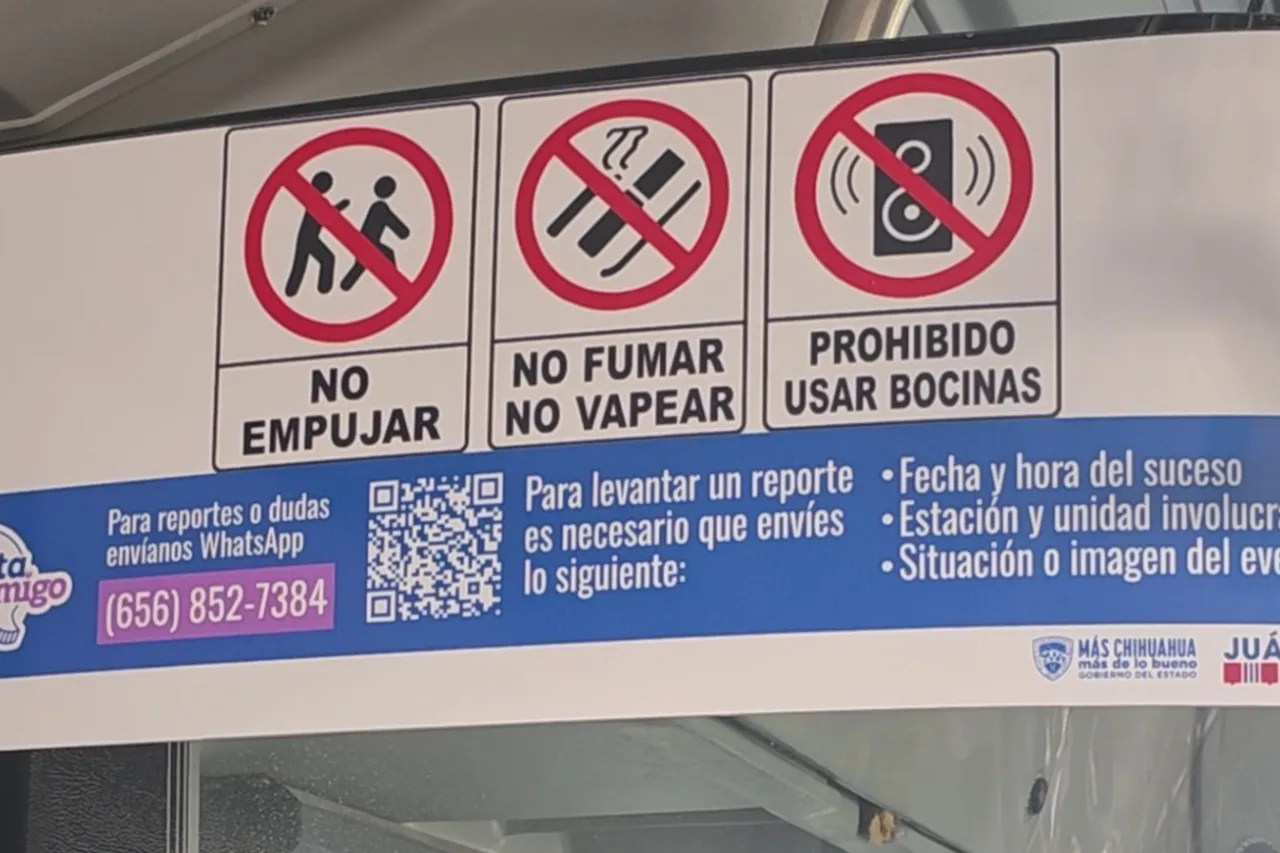 NO
EMPUJAR
NO FUMAR
NO VAPEAR
PROHIBIDO
USAR BOCINAS
Para reportes o dudas
envíanos WhatsApp
(656) 852-7384
Para levantar un reporte
es necesario que envíes
lo siguiente:
• Fecha y hora del suceso
• Estación y unidad
• Situación o imagen del
MÁS CHIHUAHUA
más de lo bueno
GOBIERNO DEL ESTADO